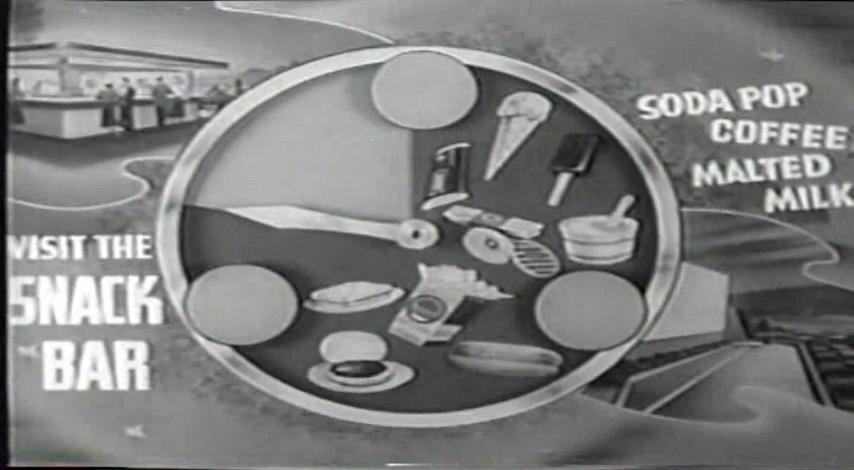 VISIT THE
SNACK
BAR
SODA POP
COFFEE
MALTED
MILK